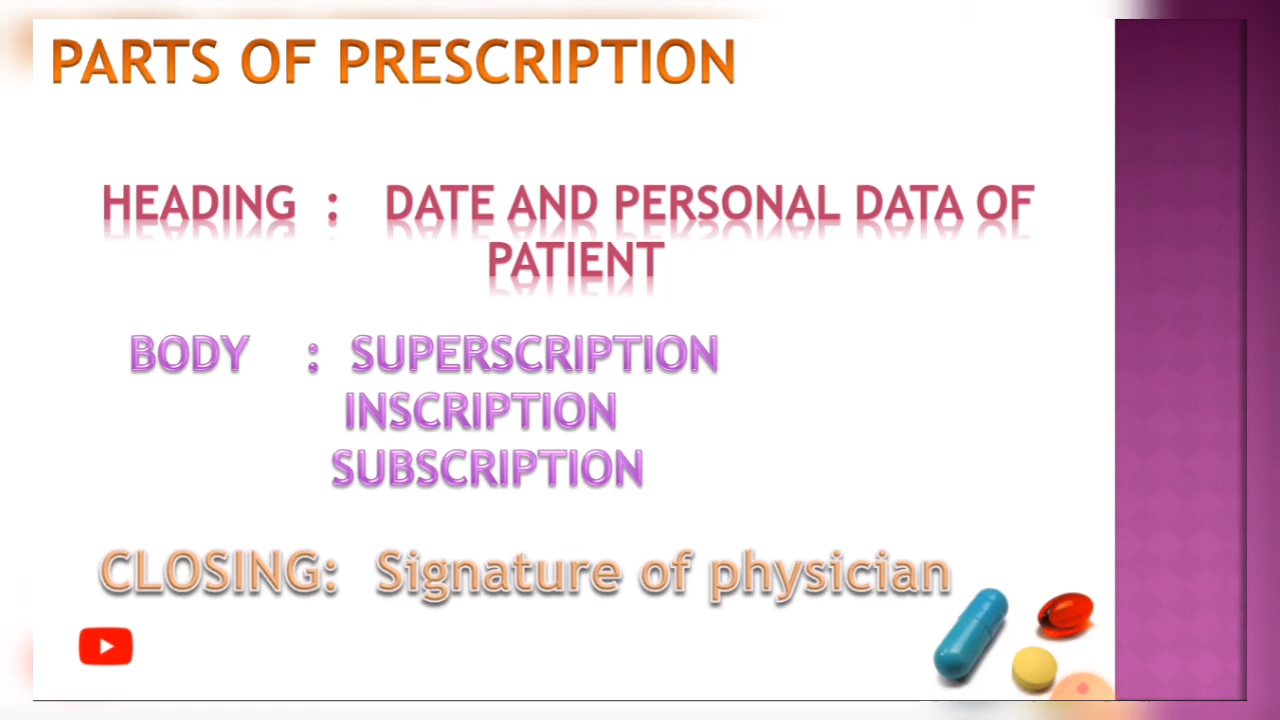 PARTS OF PRESCRIPTION
HEADING : DATE AND PERSONAL DATA OF
PATIENT
BODY : SUPERSCRIPTION
INSCRIPTION
SUBSCRIPTION
CLOSING: Signature of physician